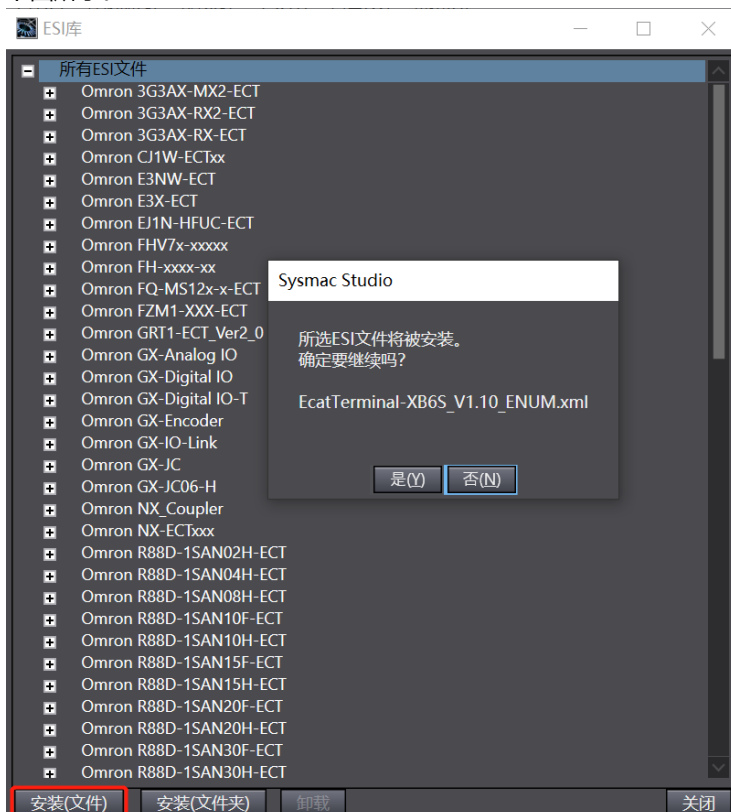 ESI库
所有ESI文件
Omron 3G3AX-MX2-ECT
Omron 3G3AX-RX2-ECT
Omron 3G3AX-RX-ECT
Omron CJ1W-ECTxx
Omron E3NW-ECT
Omron E3X-ECT
Omron EJ1N-HFUC-ECT
Omron FHV7x-xxxxx
Omron FH-xxxx-xx
Omron FQ-MS12x-x-ECT
Omron FZM1-XXX-ECT
Omron GRT1-ECT_Ver2_0
Omron GX-Analog IO
Omron GX-Digital IO
Omron GX-Digital IO-T
Omron GX-Encoder
Omron GX-IO-Link
Omron GX-JC
Omron GX-JC06-H
Omron NX_Coupler
Omron NX-ECTxxx
Omron R88D-1SAN02H-ECT
Omron R88D-1SAN04H-ECT
Omron R88D-1SAN08H-ECT
Omron R88D-1SAN10F-ECT
Omron R88D-1SAN10H-ECT
Omron R88D-1SAN15F-ECT
Omron R88D-1SAN15H-ECT
Omron R88D-1SAN20F-ECT
Omron R88D-1SAN20H-ECT
Omron R88D-1SAN30F-ECT
Omron R88D-1SAN30H-ECT
Sysmac Studio
所选ESI文件将被安装。
确定要继续吗?
EcatTerminal-XB6S_V1.10_ENUM.xml
是(Y) 否(N)
安装(文件) 安装(文件夹) 卸载 关闭